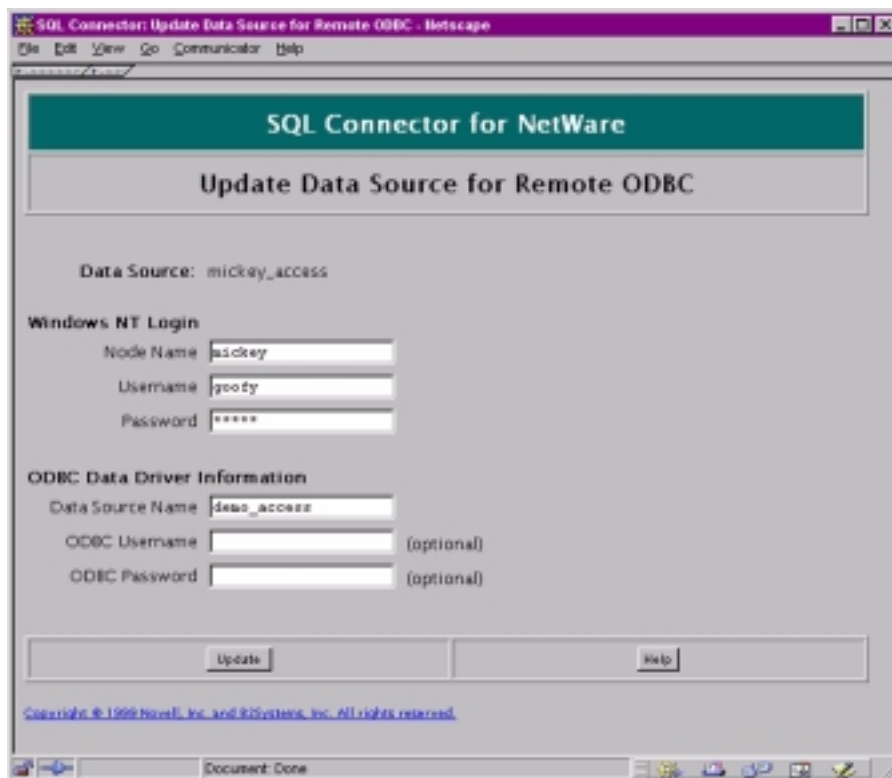 SQL Connector: Update Data Source for Remote ODBC - Netscape
File Edit View Go Communicator Help
SQL Connector for NetWare
Update Data Source for Remote ODBC
Data Source: mickey_access
Windows NT Login
Node Name mickey
Username goofy
Password *****
ODBC Data Driver Information
Data Source Name demo_access
ODBC Username (optional)
ODBC Password (optional)
Update Help
Copyright © 1999 Novell, Inc. and B2Systems, Inc. All rights reserved.
Document: Done